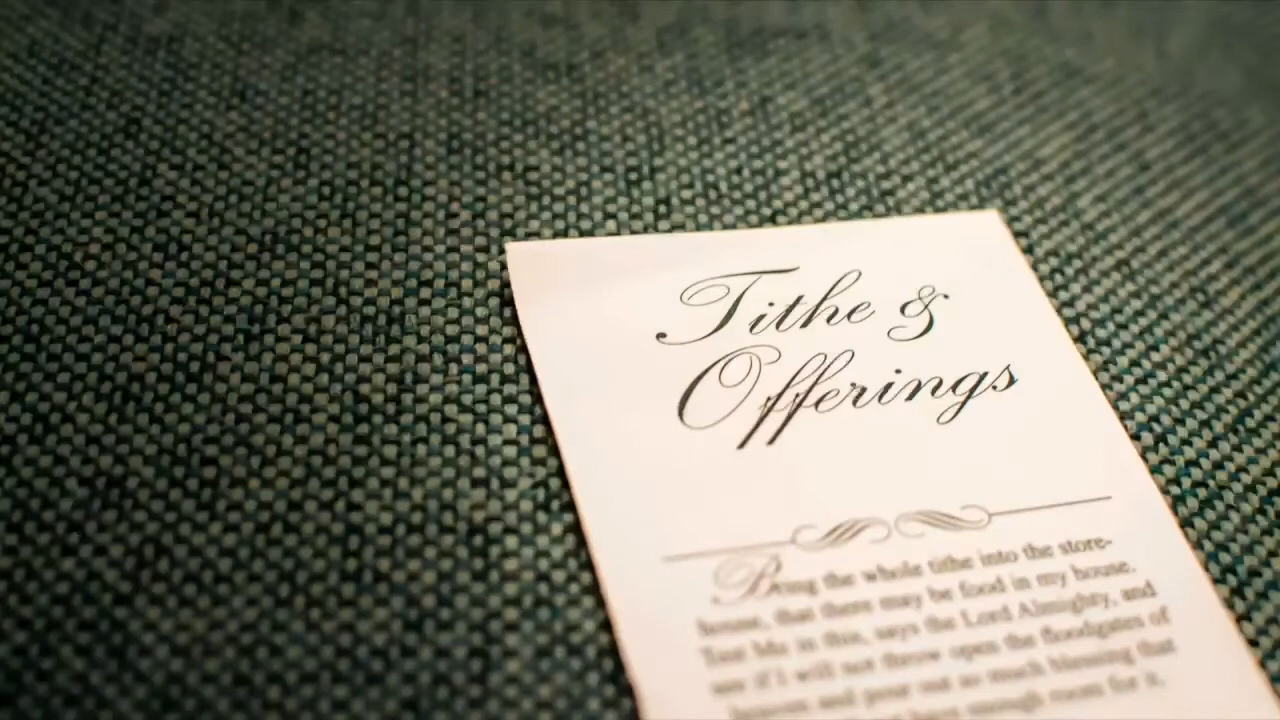 Tithe &
Offerings
Bring the whole tithe into the store-
house, that there may be food in my house.
Test Me in this, says the Lord Almighty, and
see if I will not throw open the floodgates of
heaven and pour out so much blessing that
have enough room for it.